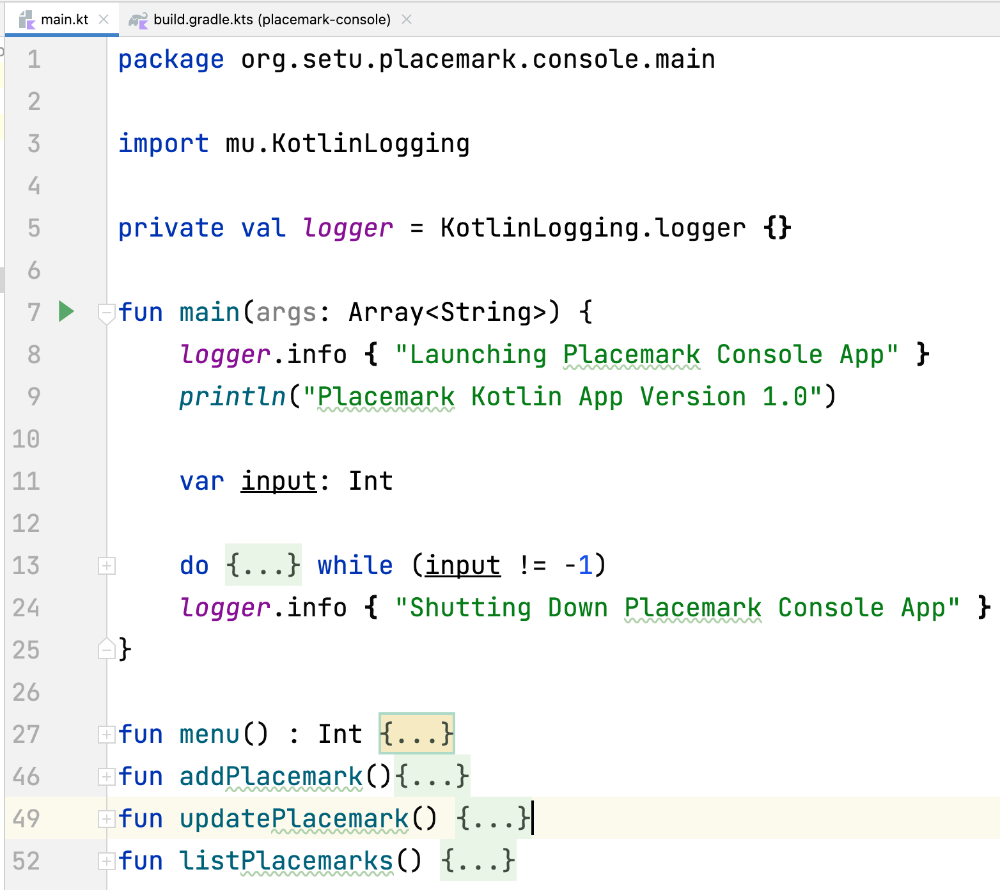 main.kt build.gradle.kts (placemark-console)
1 package org.setu.placemark.console.main
2
3 import mu.KotlinLogging
4
5 private val logger = KotlinLogging.logger {}
6
7 fun main(args: Array<String>) {
8 logger.info { "Launching Placemark Console App" }
9 println("Placemark Kotlin App Version 1.0")
10
11 var input: Int
12
13 do {...} while (input != -1)
24 logger.info { "Shutting Down Placemark Console App" }
25 }
26
27 fun menu() : Int {...}
46 fun addPlacemark(){...}
49 fun updatePlacemark() {...}
52 fun listPlacemarks() {...}